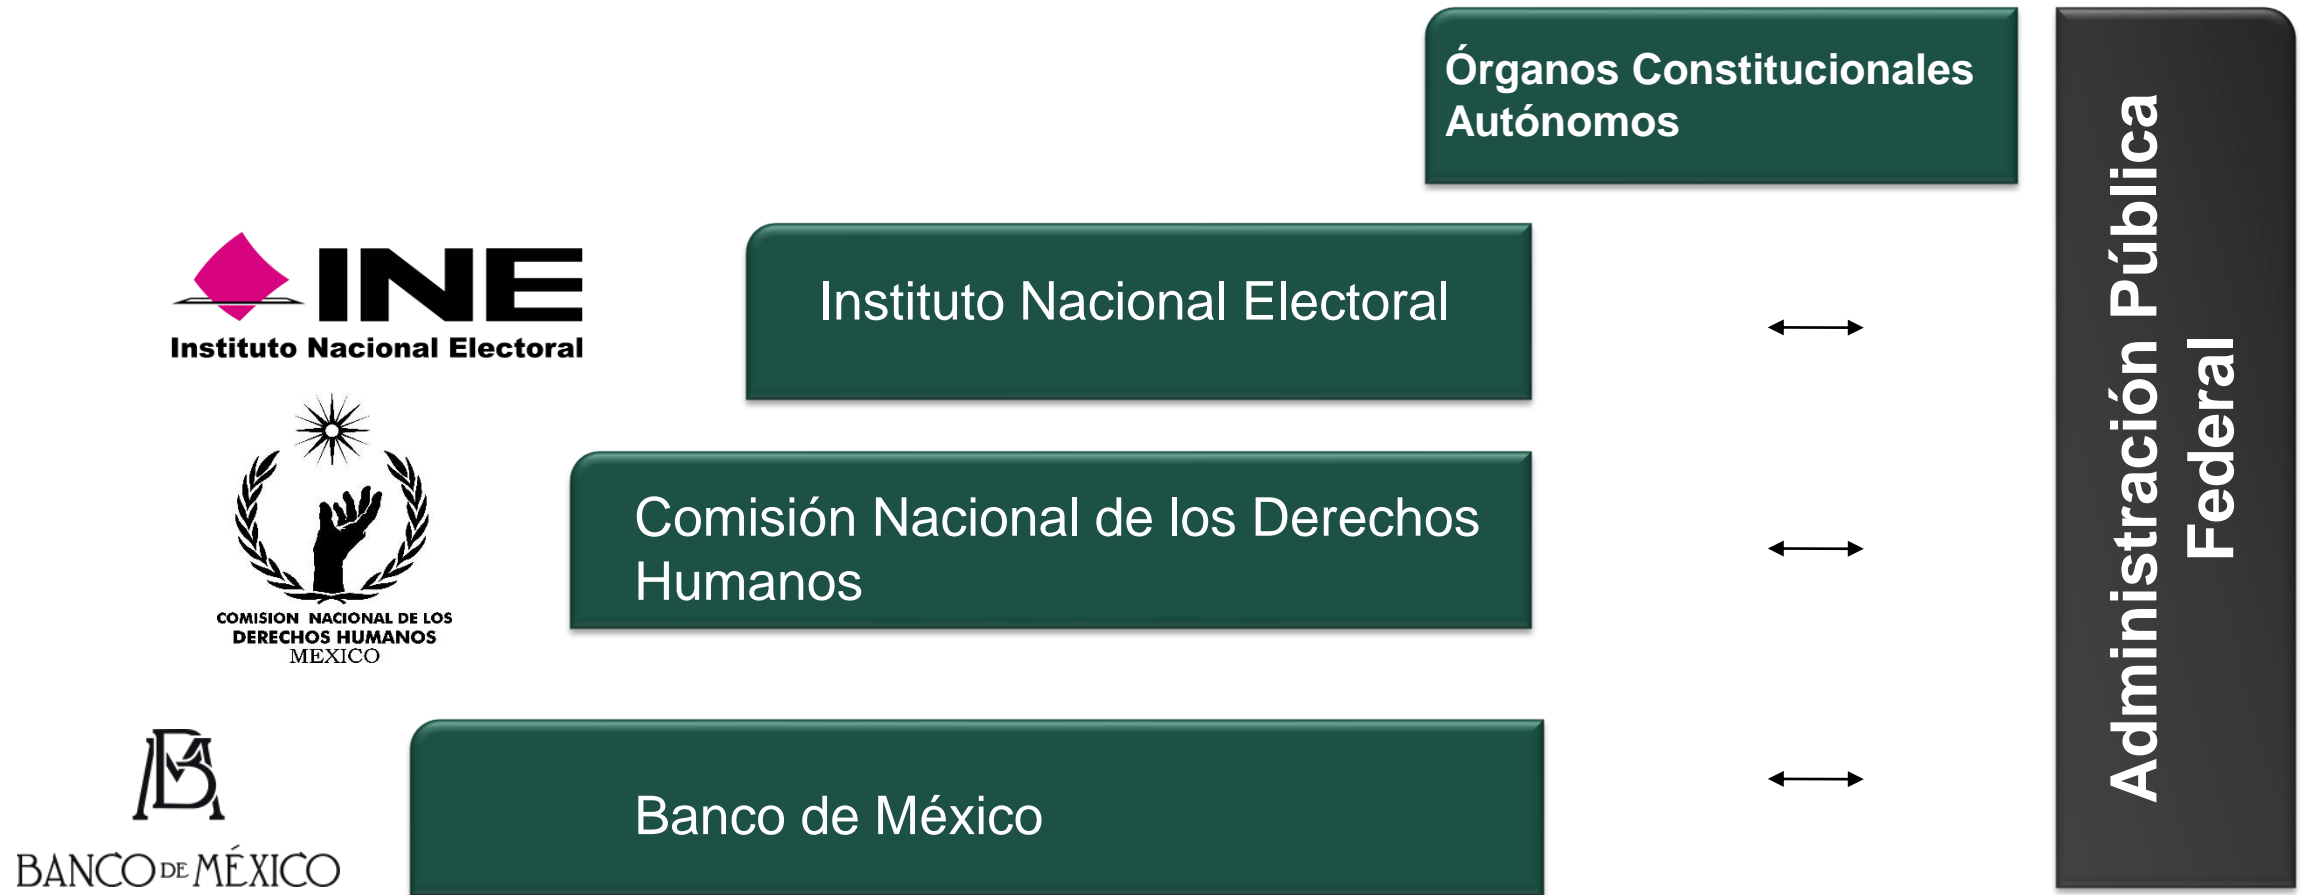 Órganos Constitucionales
Autónomos
INE
Instituto Nacional Electoral
Instituto Nacional Electoral
COMISION NACIONAL DE LOS
DERECHOS HUMANOS
MEXICO
Comisión Nacional de los Derechos
Humanos
BM
BANCO DE MÉXICO
Banco de México
Administración Pública
Federal